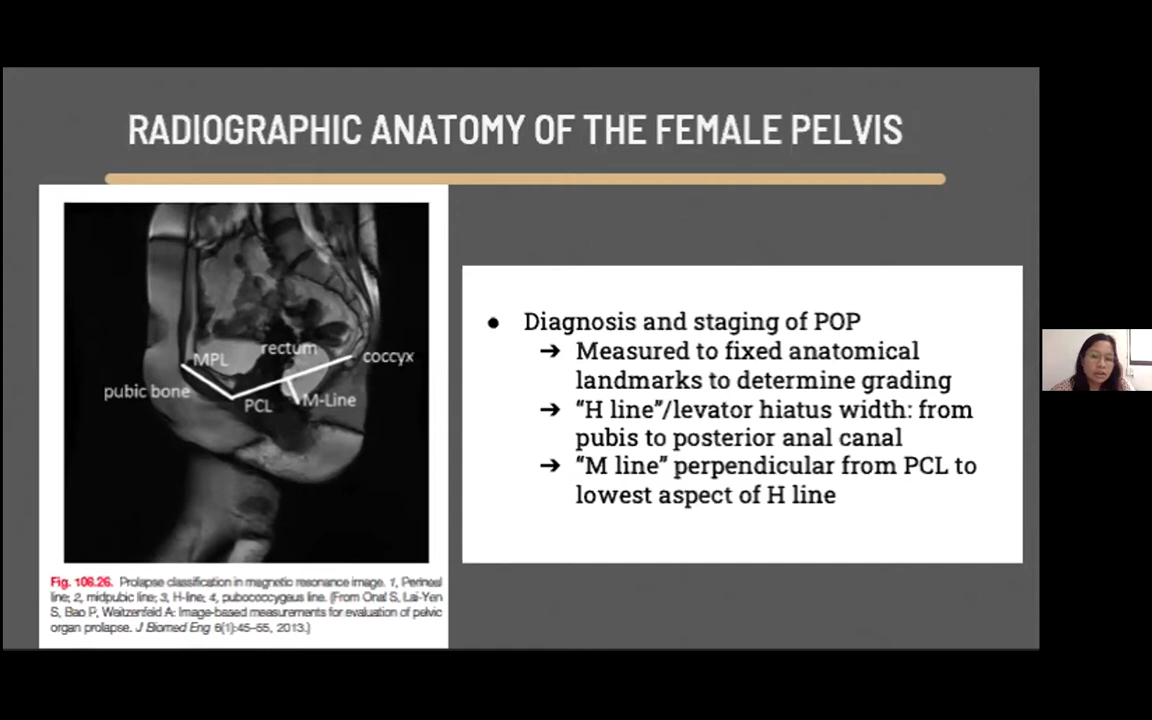 RADIOGRAPHIC ANATOMY OF THE FEMALE PELVIS
MPL
rectum
coccyx
pubic bone
PCL
M-Line
Fig. 106.26. Prolapse classification in magnetic resonance image. 1, Perineal
line; 2, midpubic line; 3, H-line; 4, pubococcygeus line. (From Onal S, Lai-Yen
S, Bao P, Weitzenfeld A: Image-based measurements for evaluation of pelvic
organ prolapse. J Biomed Eng 6(1):45–55, 2013.)
● Diagnosis and staging of POP
➔ Measured to fixed anatomical
landmarks to determine grading
➔ “H line”/levator hiatus width: from
pubis to posterior anal canal
➔ “M line” perpendicular from PCL to
lowest aspect of H line